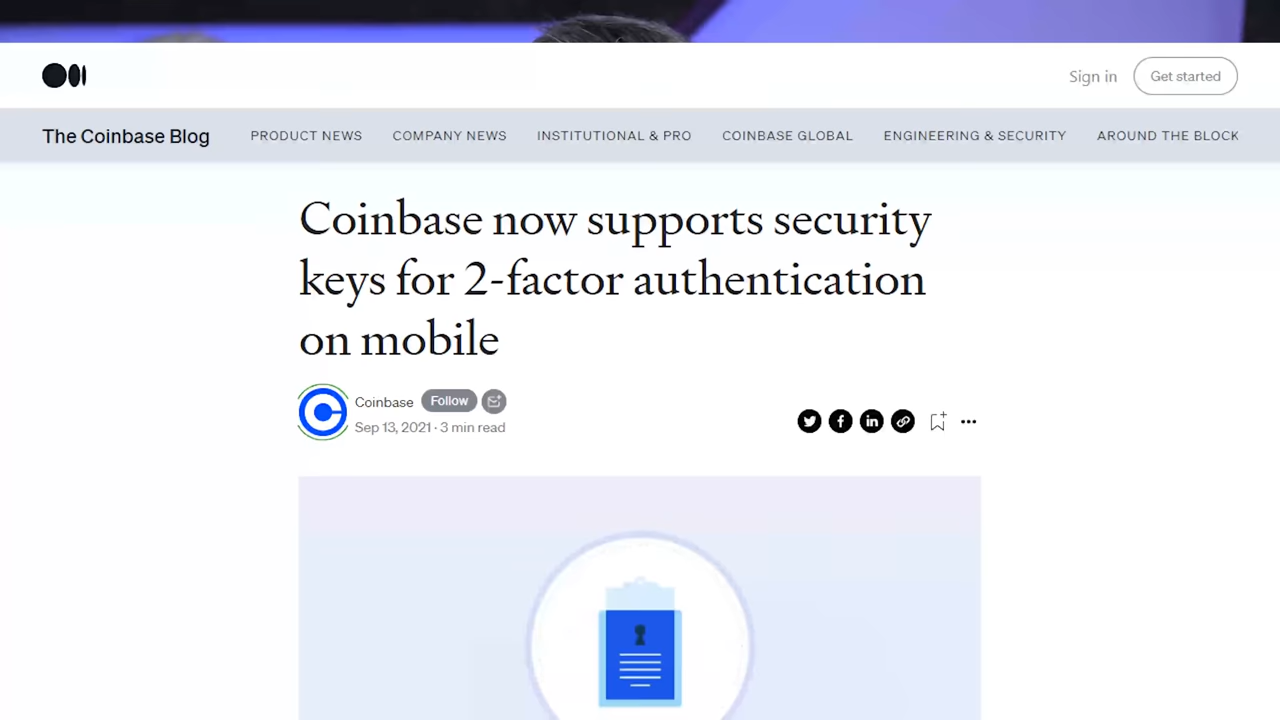 Sign in
Get started
The Coinbase Blog
PRODUCT NEWS
COMPANY NEWS
INSTITUTIONAL & PRO
COINBASE GLOBAL
ENGINEERING & SECURITY
AROUND THE BLOCK
Coinbase now supports security
keys for 2-factor authentication
on mobile
Coinbase
Follow
Sep 13, 2021 · 3 min read